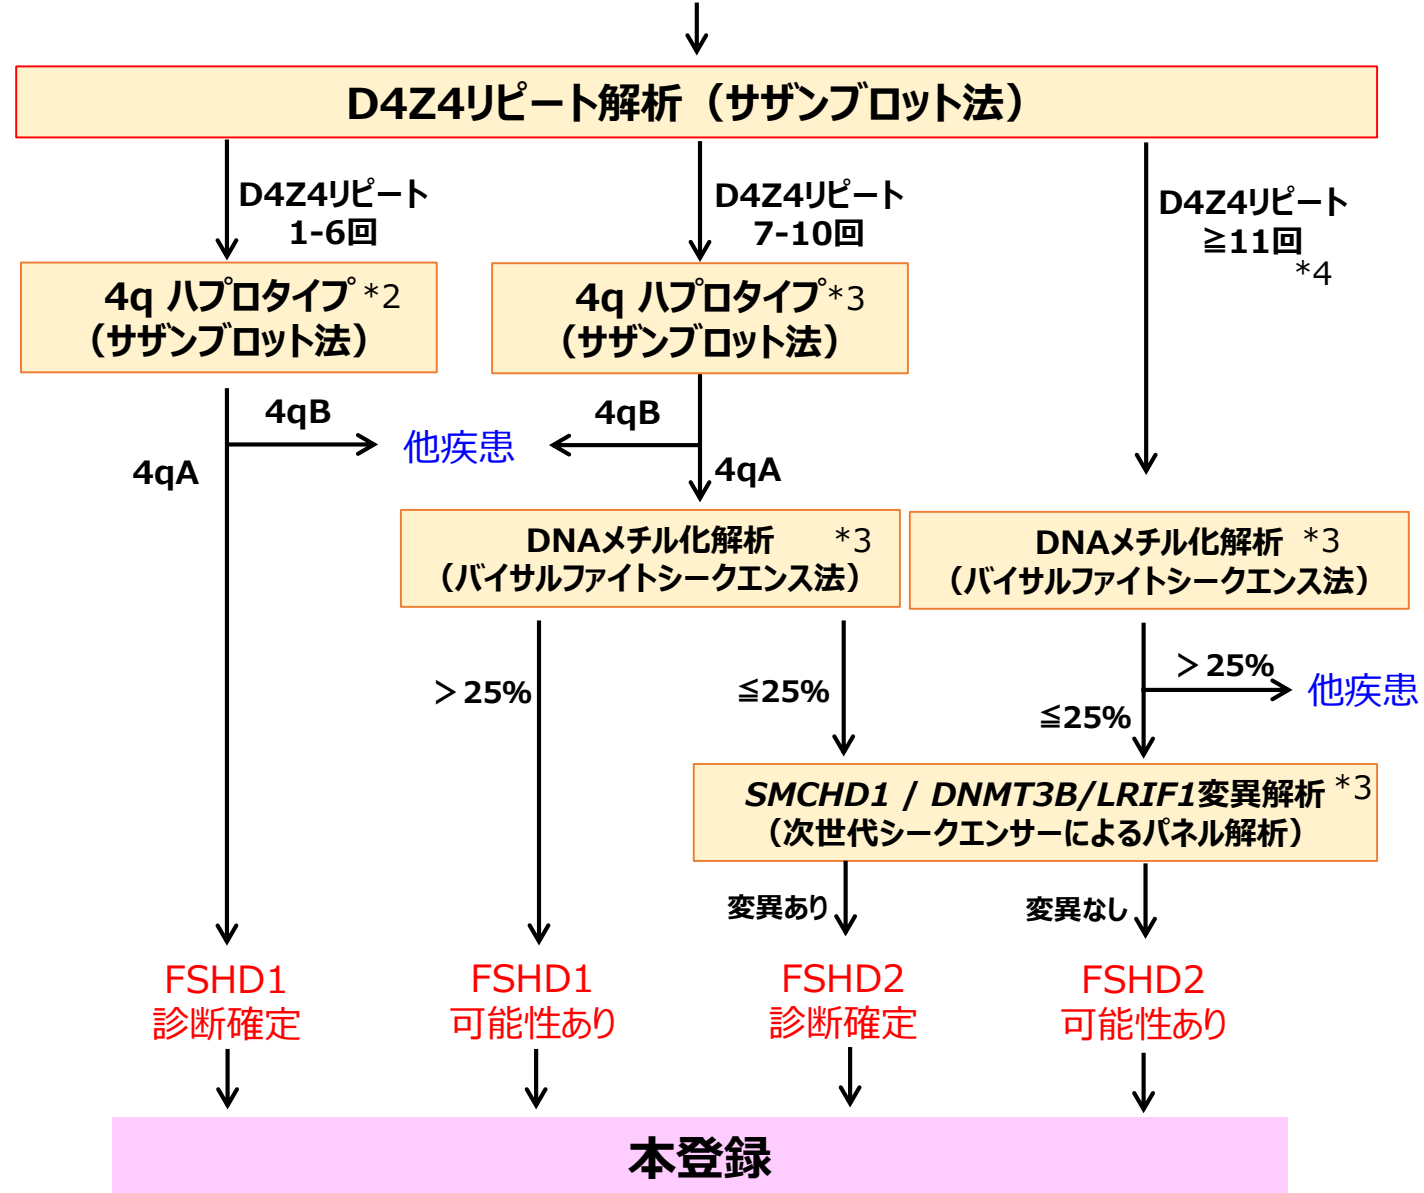 D4Z4リピート解析（サザンブロット法）
D4Z4リピート
1-6回
D4Z4リピート
7-10回
D4Z4リピート
≧11回
*4
4q ハプロタイプ *2
（サザンブロット法）
4q ハプロタイプ*3
（サザンブロット法）
4qB
他疾患
4qB
4qA
4qA
DNAメチル化解析 *3
（バイサルファイトシークエンス法）
DNAメチル化解析 *3
（バイサルファイトシークエンス法）
＞25%
≦25%
≦25%
＞25%
他疾患
SMCHD1 / DNMT3B/LRIF1変異解析 *3
（次世代シークエンサーによるパネル解析）
変異あり
変異なし
FSHD1
診断確定
FSHD1
可能性あり
FSHD2
診断確定
FSHD2
可能性あり
本登録